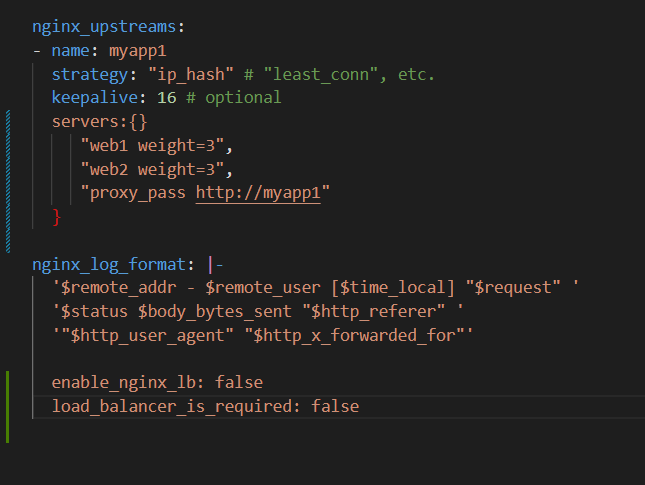 nginx_upstreams:
- name: myapp1
  strategy: "ip_hash" # "least_conn", etc.
  keepalive: 16 # optional
  servers:{}
     "web1 weight=3",
     "web2 weight=3",
     "proxy_pass http://myapp1"
  }

nginx_log_format: |-
  '$remote_addr - $remote_user [$time_local] "$request" '
  '$status $body_bytes_sent "$http_referer" '
  '"$http_user_agent" "$http_x_forwarded_for"'

  enable_nginx_lb: false
  load_balancer_is_required: false